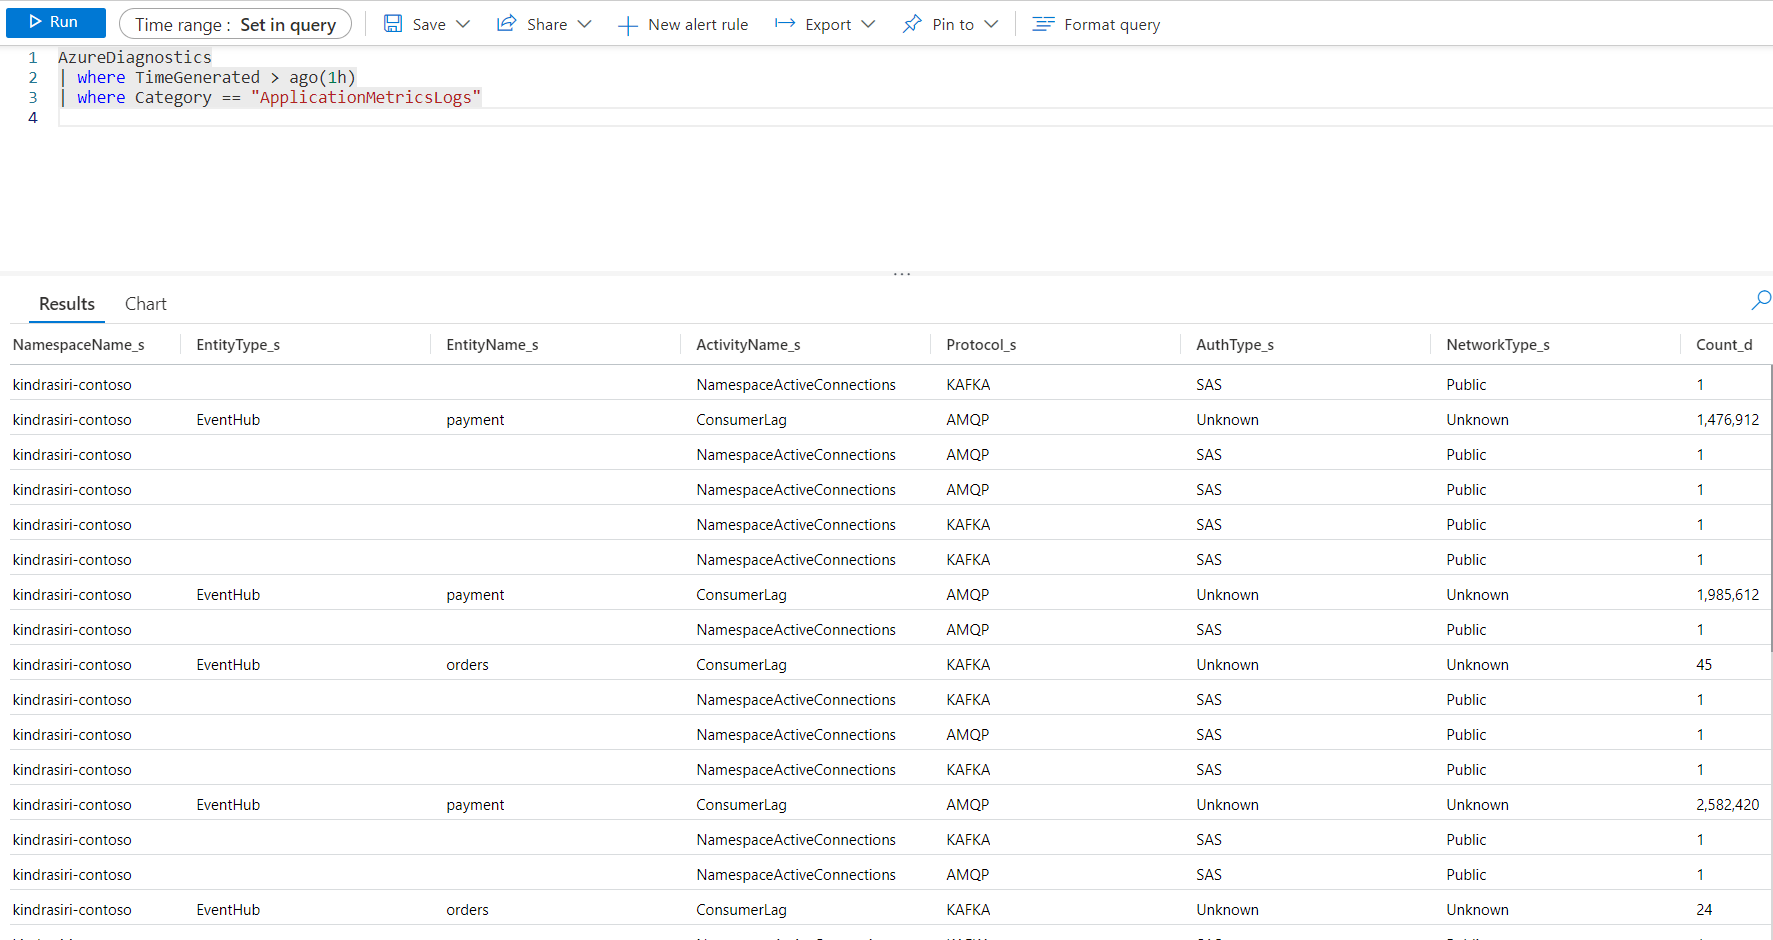 Run Time range : Set in query Save Share New alert rule Export Pin to Format query
1 AzureDiagnostics
2 | where TimeGenerated > ago(1h)
3 | where Category == "ApplicationMetricsLogs"
4
Results Chart
NamespaceName_s EntityType_s EntityName_s ActivityName_s Protocol_s AuthType_s NetworkType_s Count_d
kindrasiri-contoso NamespaceActiveConnections KAFKA SAS Public 1
kindrasiri-contoso EventHub payment ConsumerLag AMQP Unknown Unknown 1,476,912
kindrasiri-contoso NamespaceActiveConnections AMQP SAS Public 1
kindrasiri-contoso NamespaceActiveConnections AMQP SAS Public 1
kindrasiri-contoso NamespaceActiveConnections KAFKA SAS Public 1
kindrasiri-contoso NamespaceActiveConnections KAFKA SAS Public 1
kindrasiri-contoso EventHub payment ConsumerLag AMQP Unknown Unknown 1,985,612
kindrasiri-contoso NamespaceActiveConnections AMQP SAS Public 1
kindrasiri-contoso EventHub orders ConsumerLag KAFKA Unknown Unknown 45
kindrasiri-contoso NamespaceActiveConnections KAFKA SAS Public 1
kindrasiri-contoso NamespaceActiveConnections AMQP SAS Public 1
kindrasiri-contoso NamespaceActiveConnections KAFKA SAS Public 1
kindrasiri-contoso EventHub payment ConsumerLag AMQP Unknown Unknown 2,582,420
kindrasiri-contoso NamespaceActiveConnections KAFKA SAS Public 1
kindrasiri-contoso NamespaceActiveConnections AMQP SAS Public 1
kindrasiri-contoso EventHub orders ConsumerLag KAFKA Unknown Unknown 24